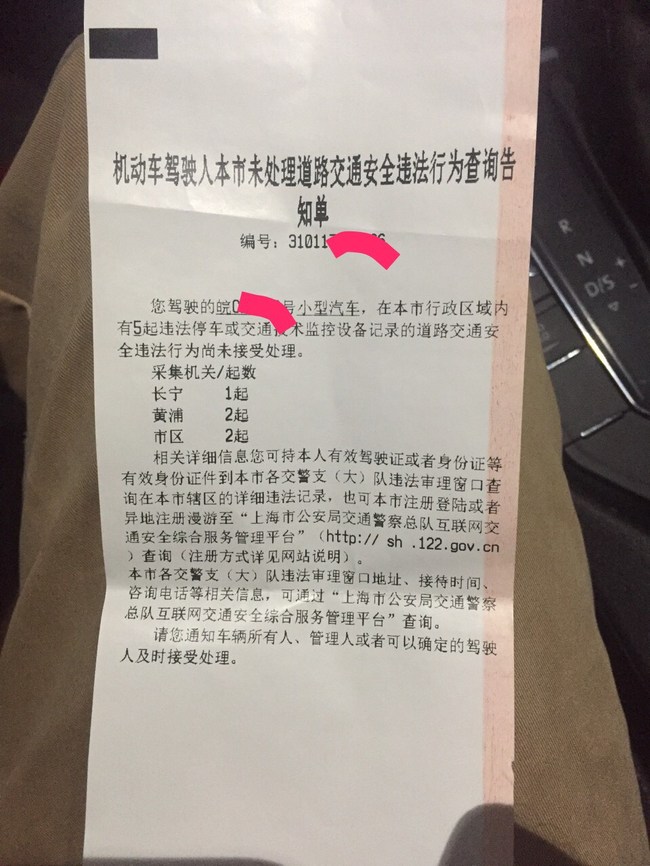 机动车驾驶人本市未处理道路交通安全违法行为查询告
知单
编号：31011
您驾驶的皖 号小型汽车，在本市行政区域内
有5起违法停车或交通技术监控设备记录的道路交通安
全违法行为尚未接受处理。
采集机关/起数
长宁 1起
黄浦 2起
市区 2起
相关详细信息您可持本人有效驾驶证或者身份证等
有效身份证件到本市各交警支（大）队违法审理窗口查
询在本市辖区的详细违法记录，也可本市注册登陆或者
异地注册漫游至“上海市公安局交通警察总队互联网交
通安全综合服务管理平台”（http:// sh .122.gov.cn
）查询（注册方式详见网站说明）。
本市各交警支（大）队违法审理窗口地址、接待时间、
咨询电话等相关信息，可通过“上海市公安局交通警察
总队互联网交通安全综合服务管理平台”查询。
请您通知车辆所有人、管理人或者可以确定的驾驶
人及时接受处理。
R
N
D/S
+
-